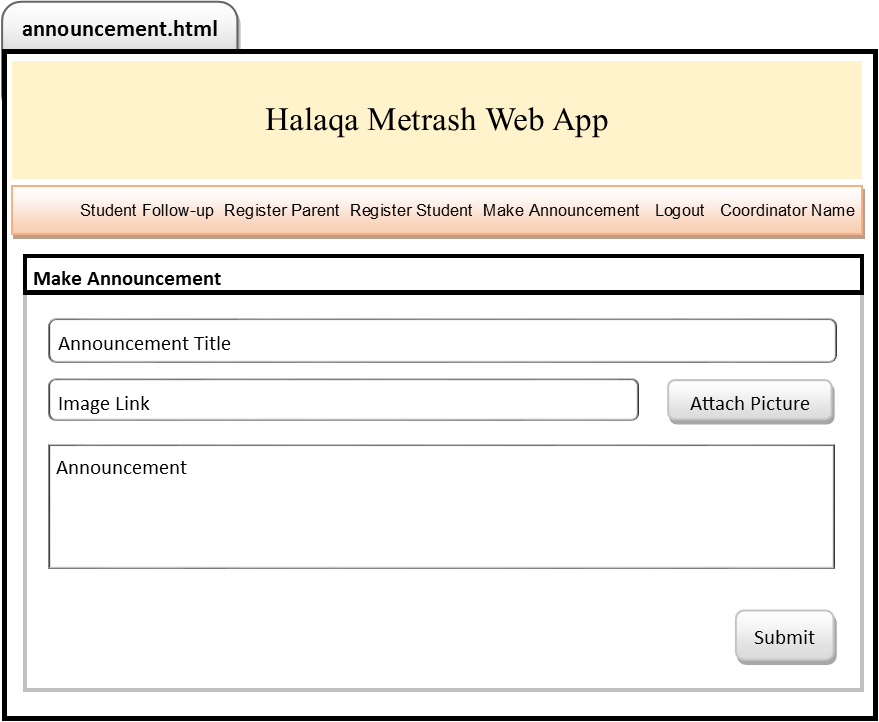 announcement.html
Halaqa Metrash Web App
Student Follow-up Register Parent Register Student Make Announcement Logout Coordinator Name
Make Announcement
Announcement Title
Image Link Attach Picture
Announcement
Submit